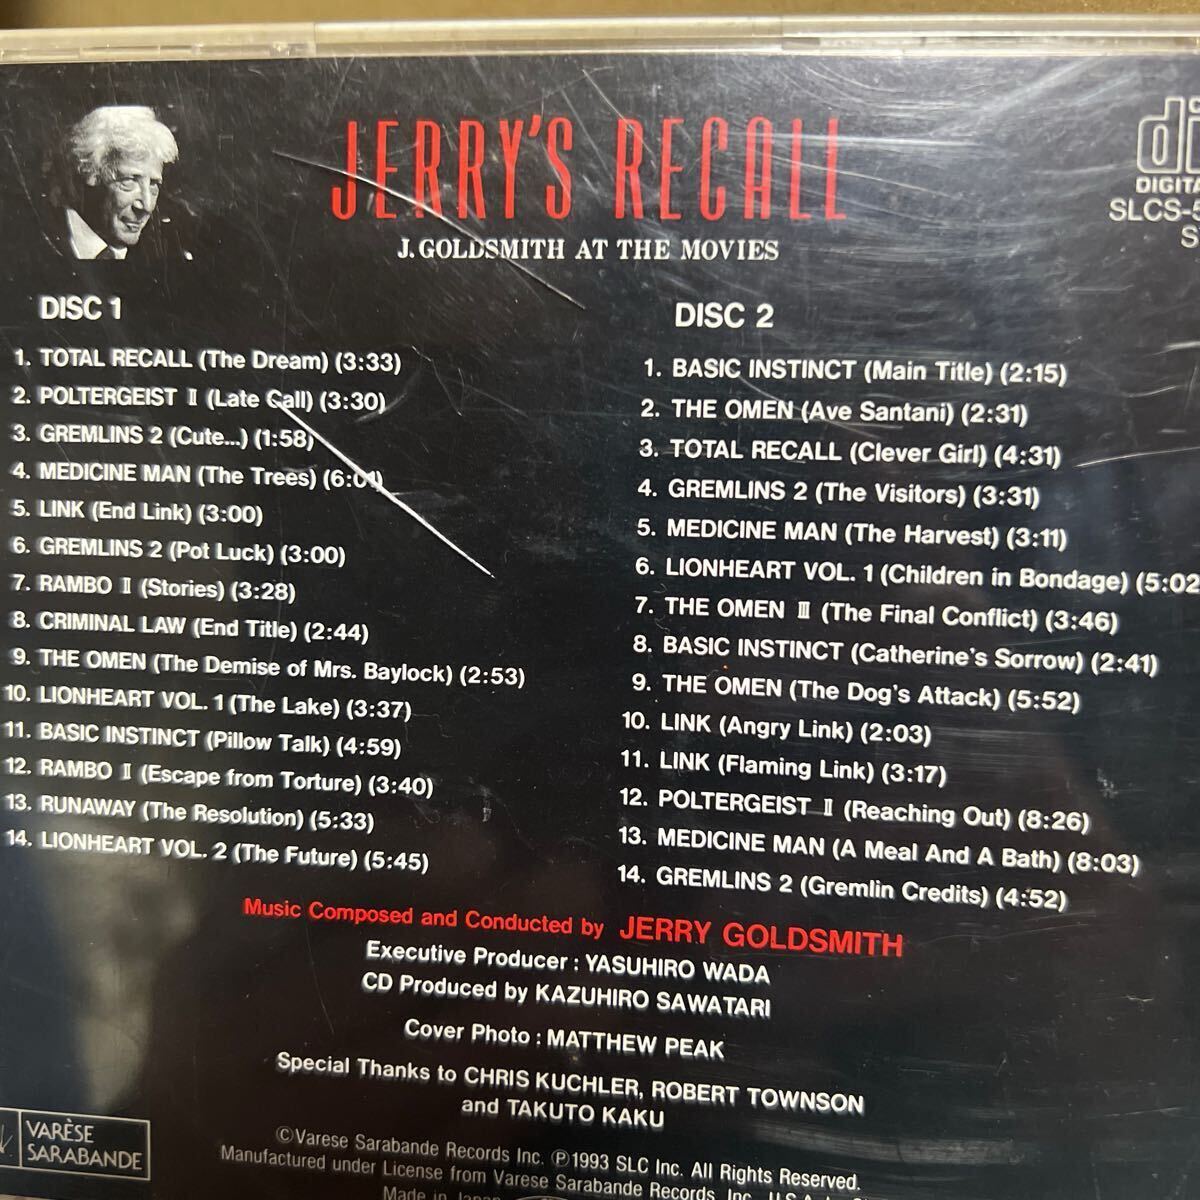 JERRY'S RECALL
J. GOLDSMITH AT THE MOVIES
DIGITA
SLCS-
DISC 1
1. TOTAL RECALL (The Dream) (3:33)
2. POLTERGEIST Ⅱ (Late Call) (3:30)
3. GREMLINS 2 (Cute...) (1:58)
4. MEDICINE MAN (The Trees) (6:01)
5. LINK (End Link) (3:00)
6. GREMLINS 2 (Pot Luck) (3:00)
7. RAMBO Ⅱ (Stories) (3:28)
8. CRIMINAL LAW (End Title) (2:44)
9. THE OMEN (The Demise of Mrs. Baylock) (2:53)
10. LIONHEART VOL. 1 (The Lake) (3:37)
11. BASIC INSTINCT (Pillow Talk) (4:59)
12. RAMBO Ⅱ (Escape from Torture) (3:40)
13. RUNAWAY (The Resolution) (5:33)
14. LIONHEART VOL. 2 (The Future) (5:45)
DISC 2
1. BASIC INSTINCT (Main Title) (2:15)
2. THE OMEN (Ave Santani) (2:31)
3. TOTAL RECALL (Clever Girl) (4:31)
4. GREMLINS 2 (The Visitors) (3:31)
5. MEDICINE MAN (The Harvest) (3:11)
6. LIONHEART VOL. 1 (Children in Bondage) (5:02
7. THE OMEN Ⅲ (The Final Conflict) (3:46)
8. BASIC INSTINCT (Catherine's Sorrow) (2:41)
9. THE OMEN (The Dog's Attack) (5:52)
10. LINK (Angry Link) (2:03)
11. LINK (Flaming Link) (3:17)
12. POLTERGEIST Ⅱ (Reaching Out) (8:26)
13. MEDICINE MAN (A Meal And A Bath) (8:03)
14. GREMLINS 2 (Gremlin Credits) (4:52)
Music Composed and Conducted by JERRY GOLDSMITH
Executive Producer : YASUHIRO WADA
CD Produced by KAZUHIRO SAWATARI
Cover Photo : MATTHEW PEAK
Special Thanks to CHRIS KUCHLER, ROBERT TOWNSON
and TAKUTO KAKU
VARÈSE
SARABANDE
©Varese Sarabande Records Inc. ℗1993 SLC Inc. All Rights Reserved.
Manufactured under License from Varese Sarabande Records Inc., U.S.A.
Made in Japan